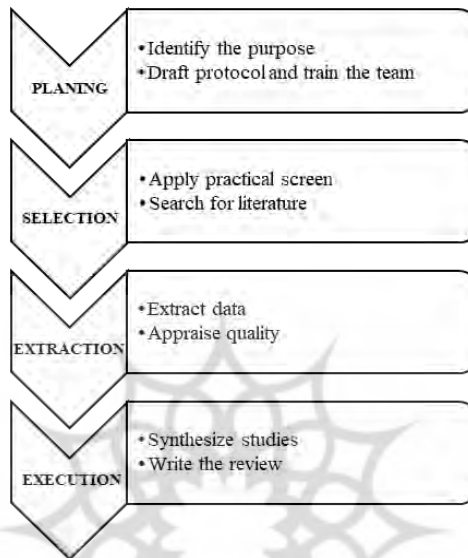 PLANING
•Identify the purpose
•Draft protocol and train the team
SELECTION
•Apply practical screen
•Search for literature
EXTRACTION
•Extract data
•Appraise quality
EXECUTION
•Synthesize studies
•Write the review